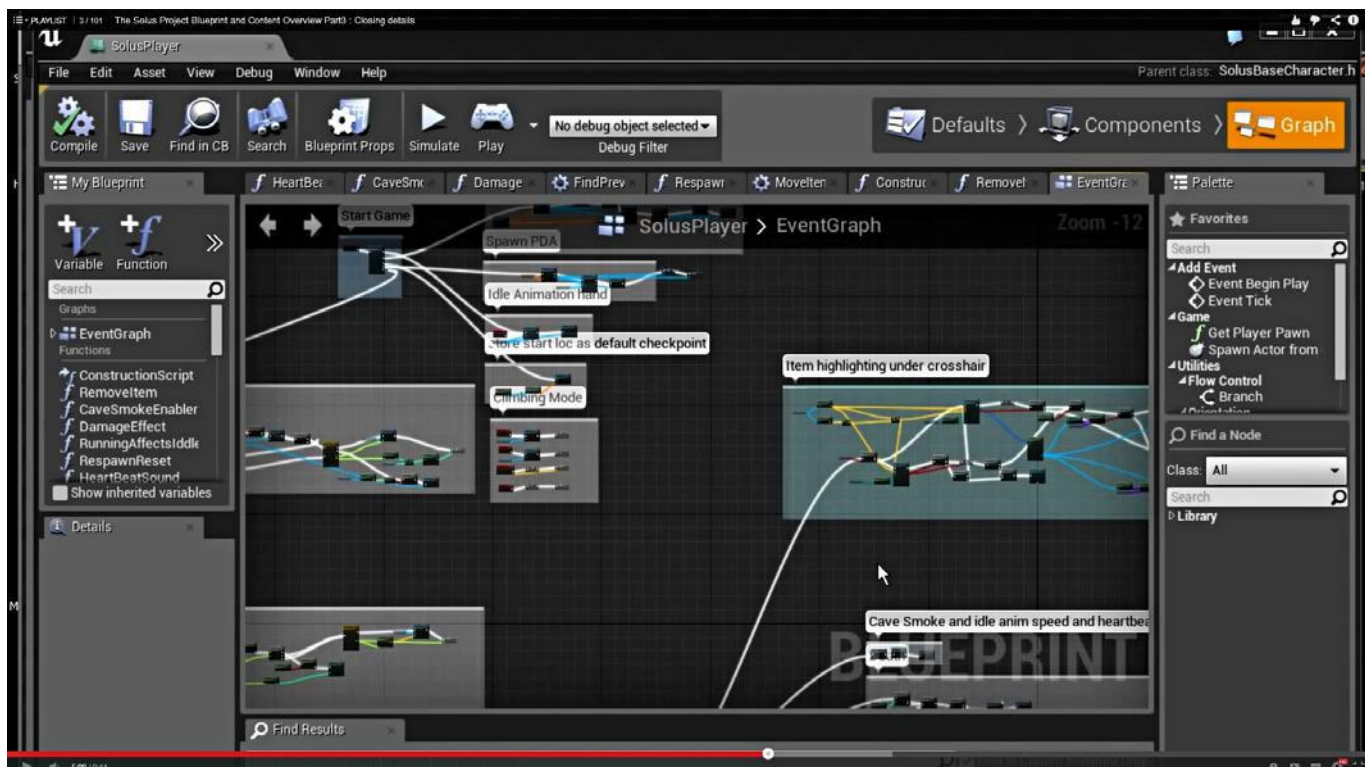 PLAYLIST | 3/101 The Solus Project Blueprint and Content Overview Part3 : Closing details
SolusPlayer
File Edit Asset View Debug Window Help
Parent class: SolusBaseCharacter.h
Compile Save Find in CB Search Blueprint Props Simulate Play
No debug object selected
Debug Filter
Defaults Components Graph
My Blueprint
HeartBea CaveSmo Damage FindPrev Respawr MoveIten Construc Removel EventGra
Palette
SolusPlayer > EventGraph
Zoom -12
Variable Function
Search
Graphs
EventGraph
Functions
ConstructionScript
RemoveItem
CaveSmokeEnabler
DamageEffect
RunningAffectsIddle
RespawnReset
HeartBeatSound
Show inherited variables
Details
Start Game
Spawn PDA
Idle Animation hand
Store start loc as default checkpoint
Climbing Mode
Item highlighting under crosshair
Cave Smoke and idle anim speed and heartbea
BLUEPRINT
Favorites
Search
Add Event
Event Begin Play
Event Tick
Game
Get Player Pawn
Spawn Actor from
Utilities
Flow Control
Branch
Orientation
Find a Node
Class: All
Search
Library
Find Results